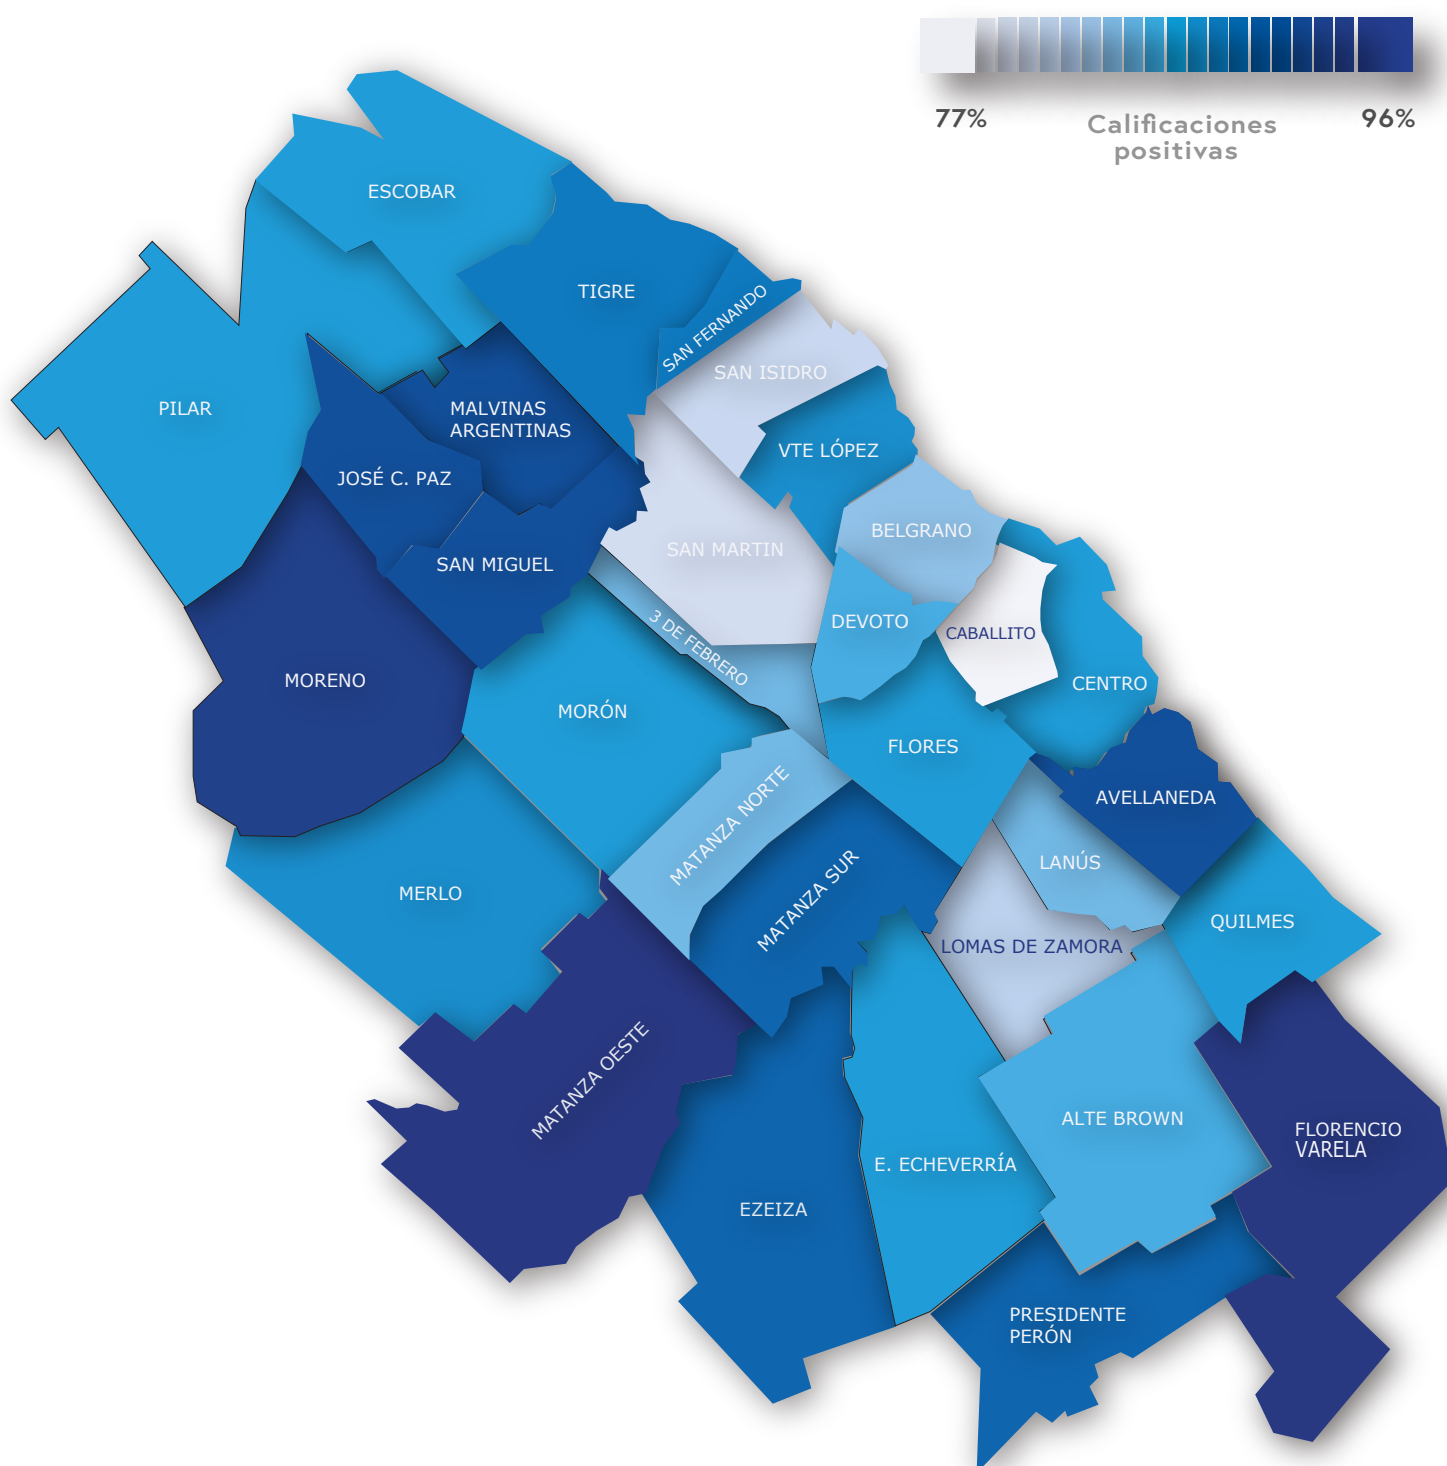 77%
96%
Calificaciones
positivas
ESCOBAR
TIGRE
SAN FERNANDO
SAN ISIDRO
PILAR
MALVINAS
ARGENTINAS
VTE LÓPEZ
JOSÉ C. PAZ
BELGRANO
SAN MARTIN
SAN MIGUEL
DEVOTO
CABALLITO
3 DE FEBRERO
MORENO
CENTRO
MORÓN
FLORES
AVELLANEDA
MATANZA NORTE
LANÚS
MERLO
MATANZA SUR
QUILMES
LOMAS DE ZAMORA
MATANZA OESTE
ALTE BROWN
FLORENCIO
VARELA
E. ECHEVERRÍA
EZEIZA
PRESIDENTE
PERÓN